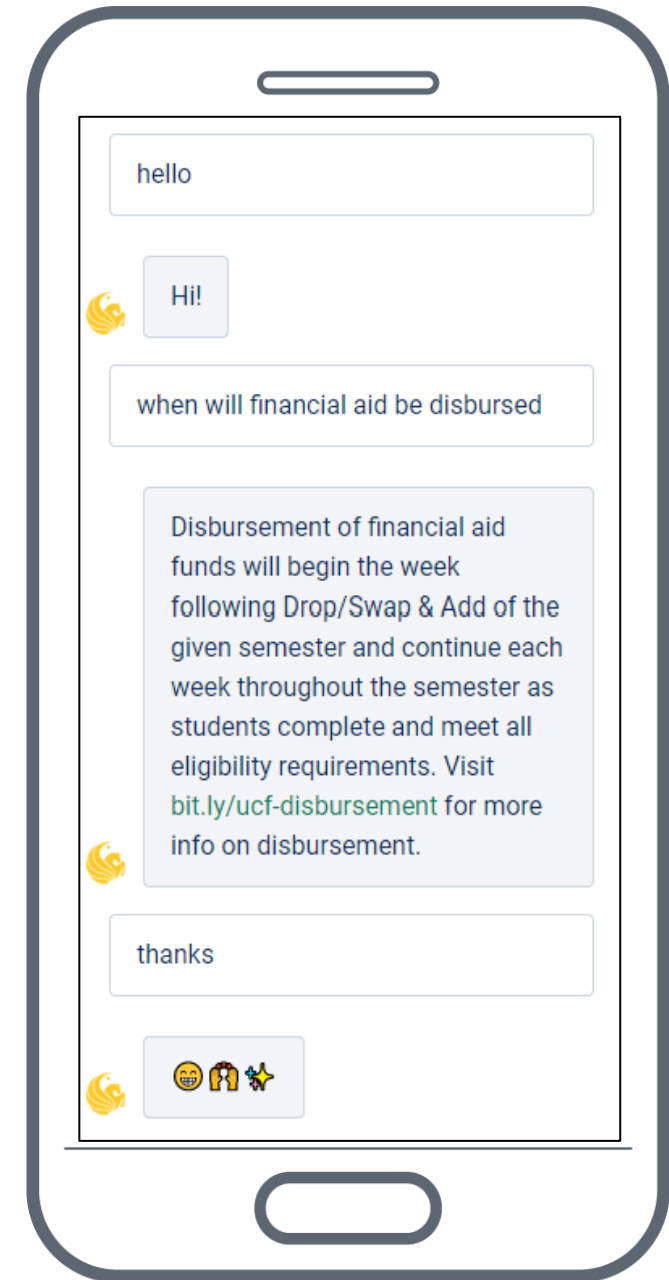 hello
Hi!
when will financial aid be disbursed
Disbursement of financial aid
funds will begin the week
following Drop/Swap & Add of the
given semester and continue each
week throughout the semester as
students complete and meet all
eligibility requirements. Visit
bit.ly/ucf-disbursement for more
info on disbursement.
thanks
😁🙌✨